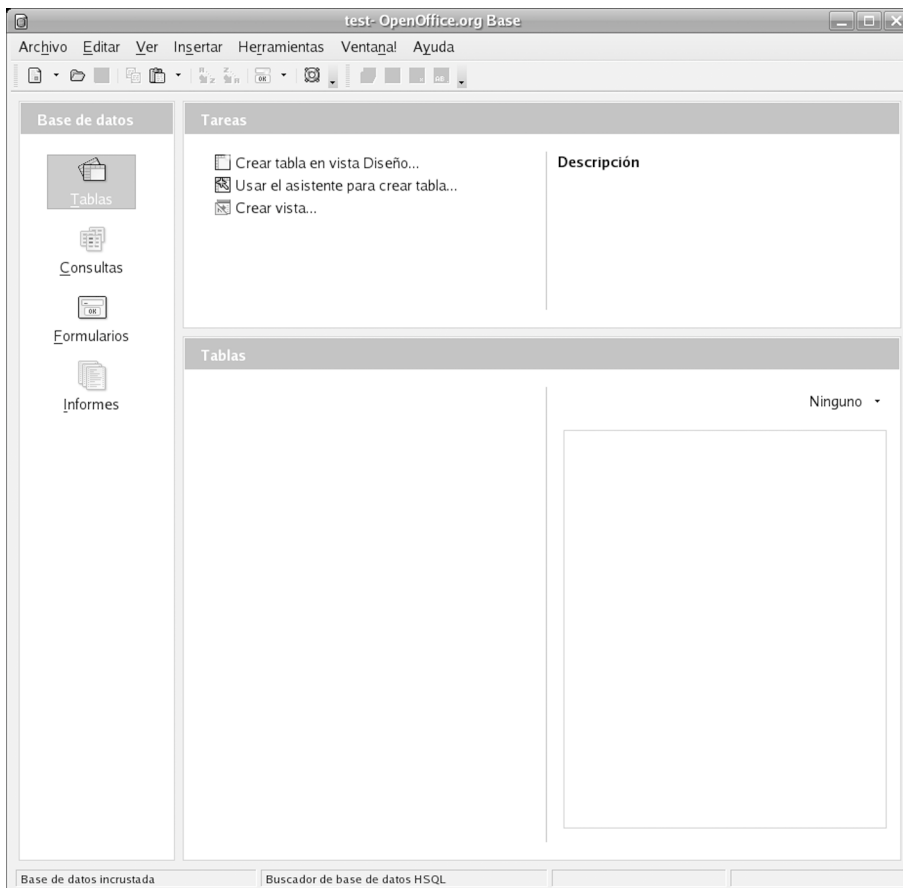 test- OpenOffice.org Base
Archivo Editar Ver Insertar Herramientas Ventana! Ayuda
Base de datos
Tablas
Consultas
Formularios
Informes
Tareas
Crear tabla en vista Diseño...
Usar el asistente para crear tabla...
Crear vista...
Descripción
Tablas
Ninguno
Base de datos incrustada
Buscador de base de datos HSQL